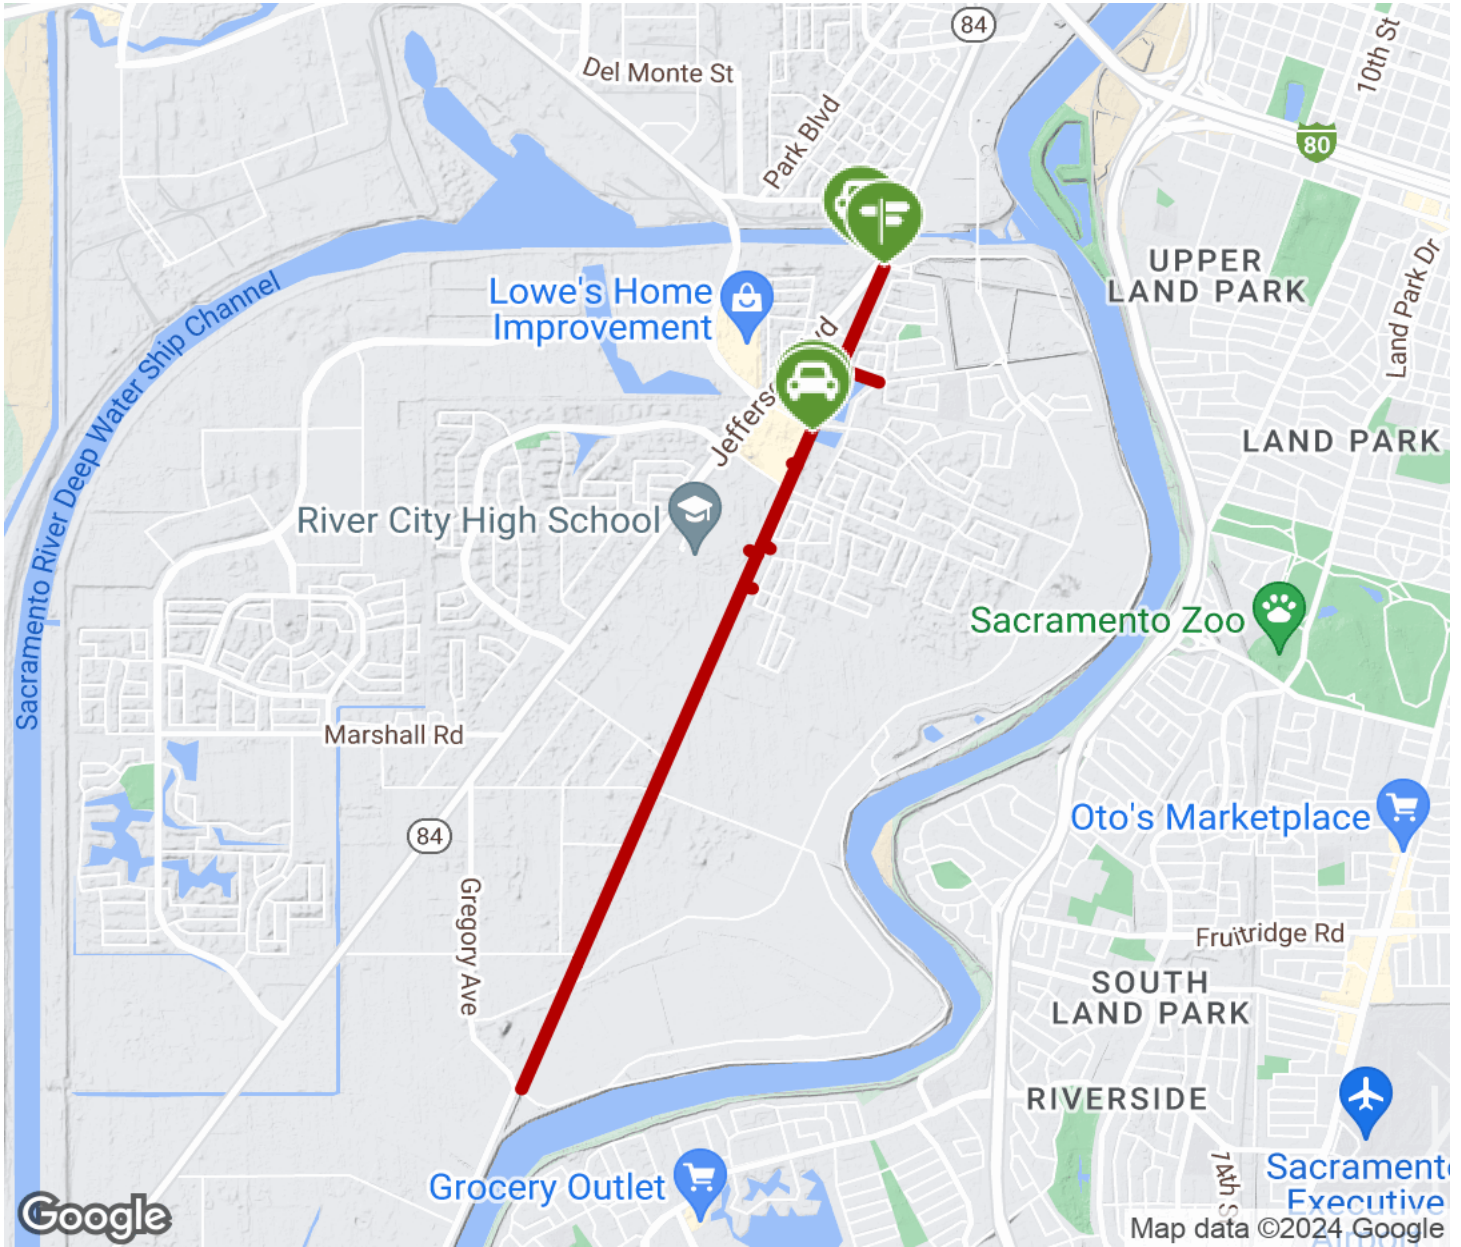 84
10th St
Del Monte St
Park Blvd
80
UPPER
LAND PARK
Land Park Dr
Sacramento River Deep Water Ship Channel
Lowe's Home
Improvement
LAND PARK
River City High School
Sacramento Zoo
Marshall Rd
Oto's Marketplace
84
Gregory Ave
Fruitridge Rd
SOUTH
LAND PARK
RIVERSIDE
Grocery Outlet
Executive
Google
Map data ©2024 Google